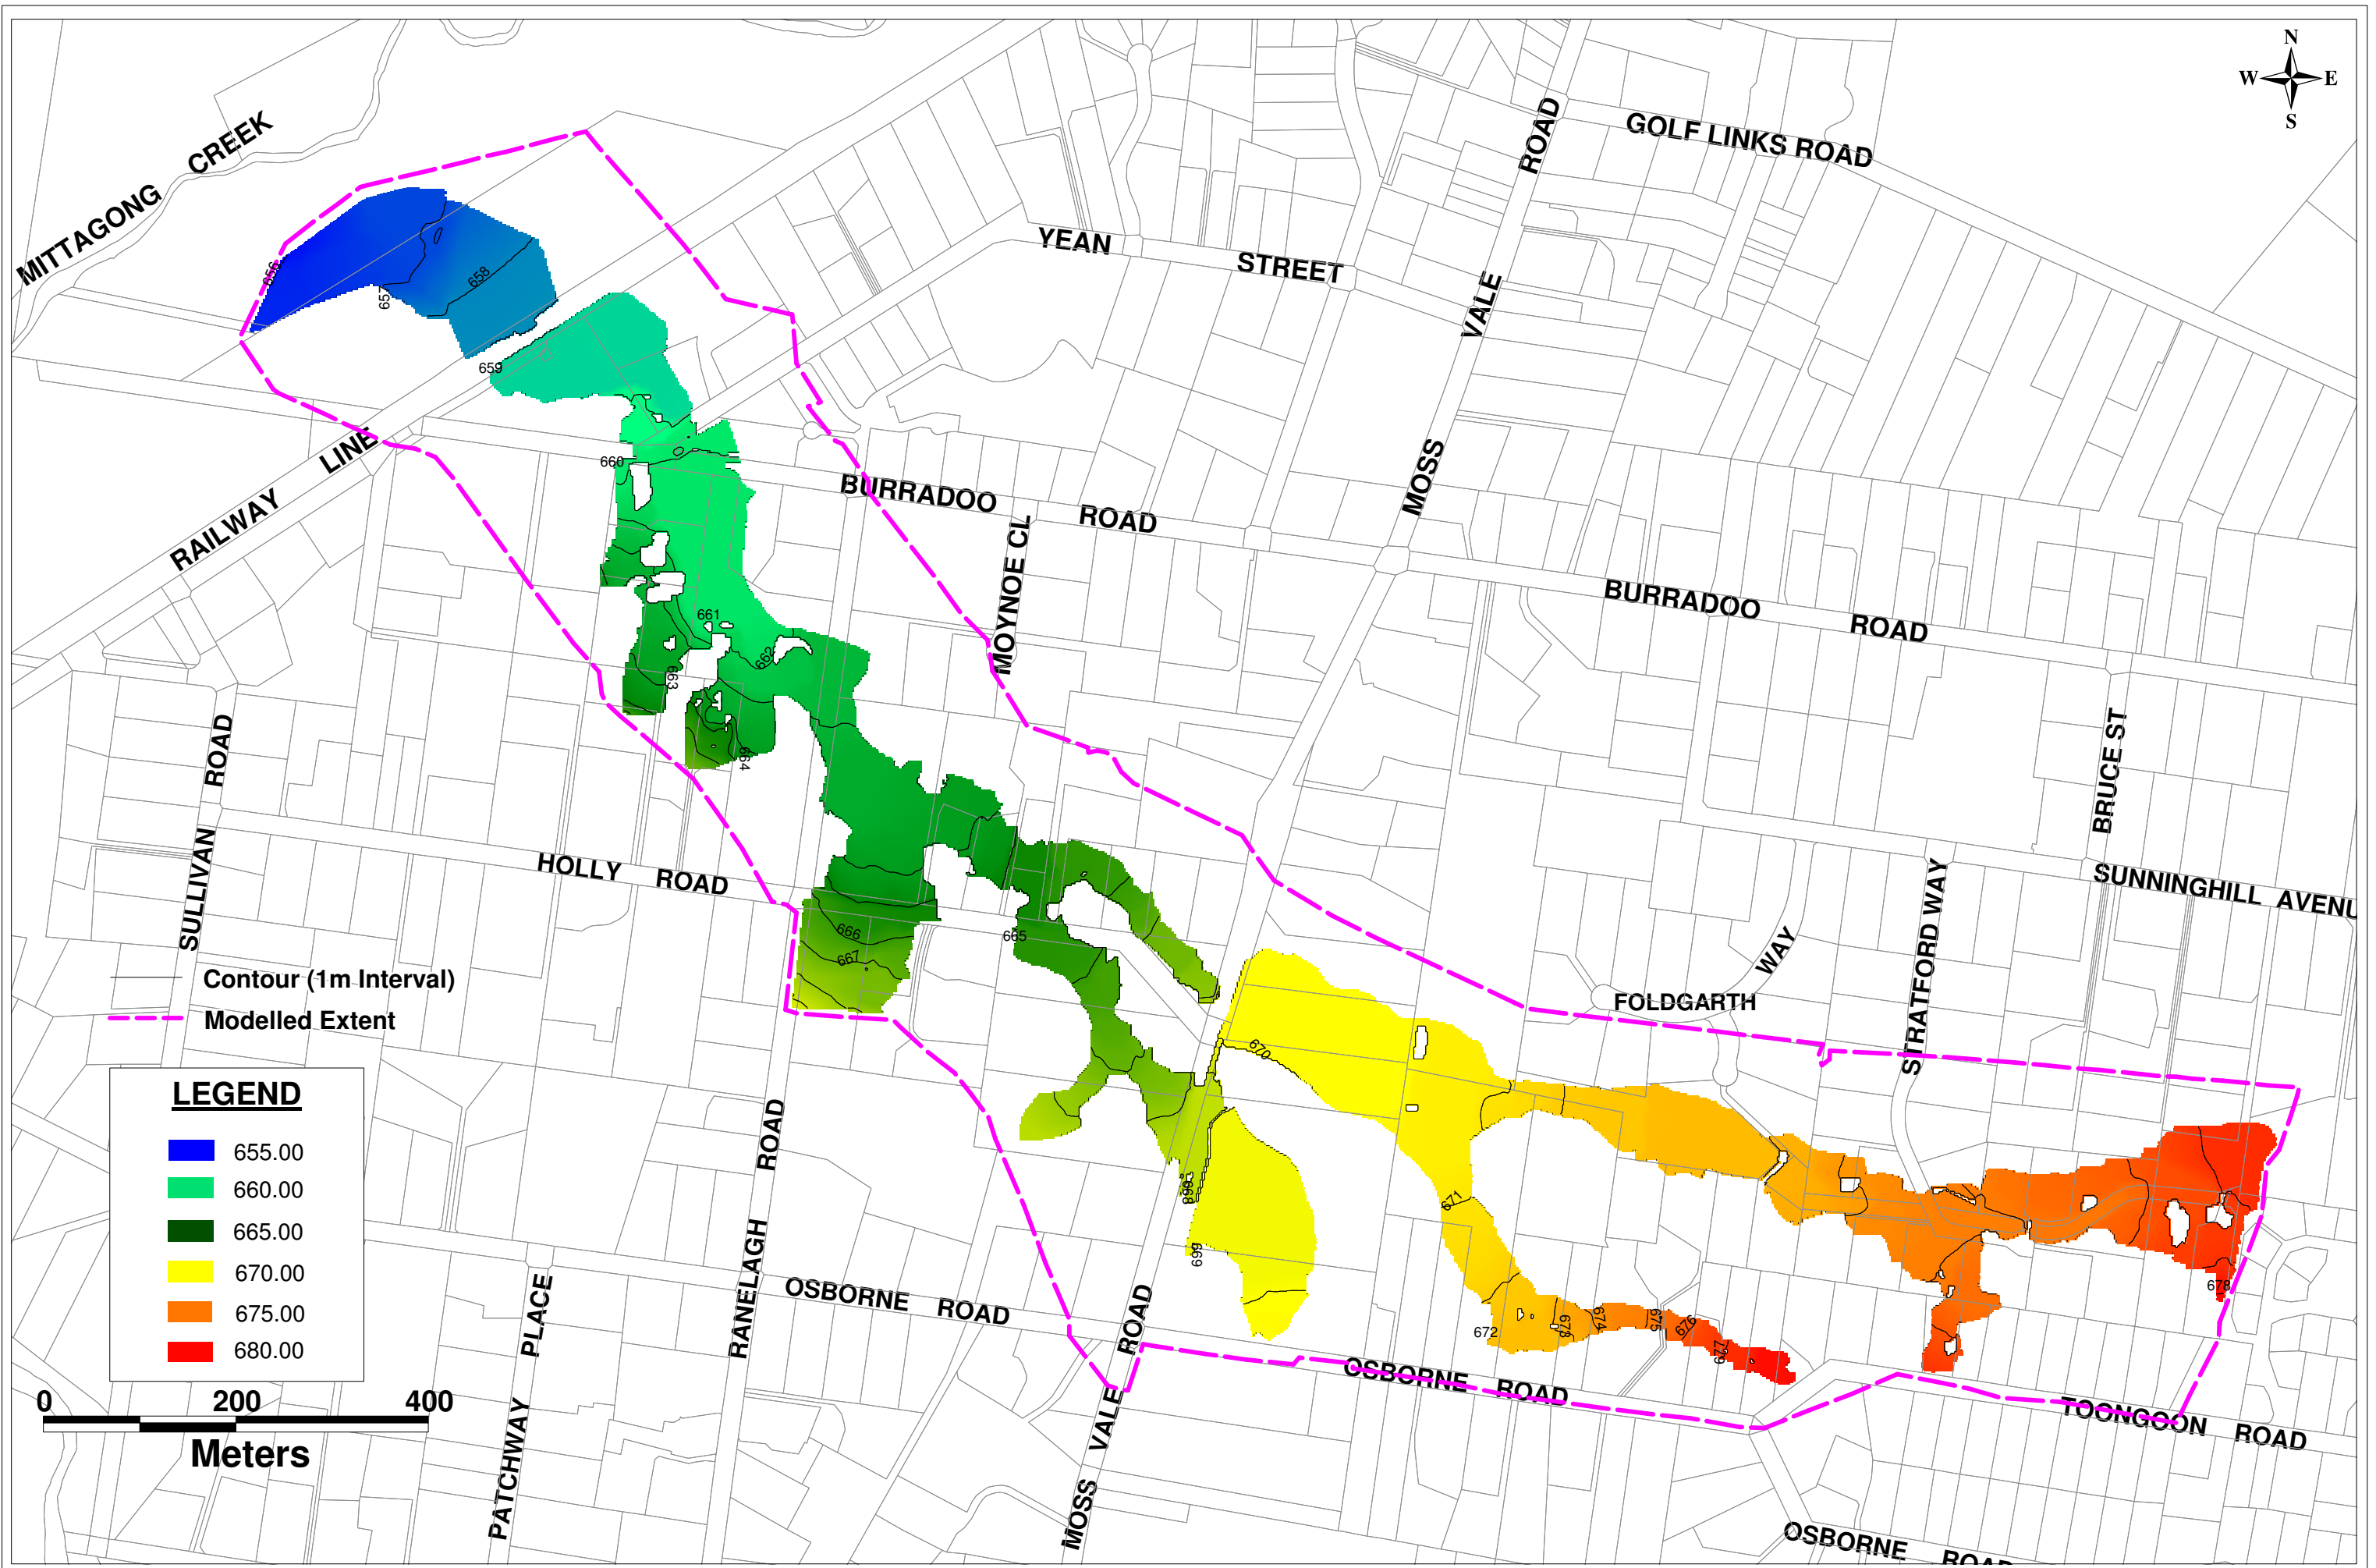 N
W E
S
MITTAGONG CREEK
GOLF LINKS ROAD
YEAN STREET
MOSS VALE ROAD
656
657
658
659
RAILWAY LINE
660
BURRADOO ROAD
MOYNOE CL
BURRADOO ROAD
661
662
663
664
SULLIVAN ROAD
BRUCE ST
HOLLY ROAD
SUNNINGHILL AVENU
STRATFORD WAY
665
666
667
FOLDGARTH WAY
Contour (1m Interval)
Modelled Extent
670
LEGEND
655.00
660.00
665.00
670.00
675.00
680.00
668
671
669
678
RANELAGH ROAD
OSBORNE ROAD
672
673
674
675
676
677
PATCHWAY PLACE
MOSS VALE ROAD
OSBORNE ROAD
TOONGOON ROAD
0 200 400
Meters
OSBORNE ROAD